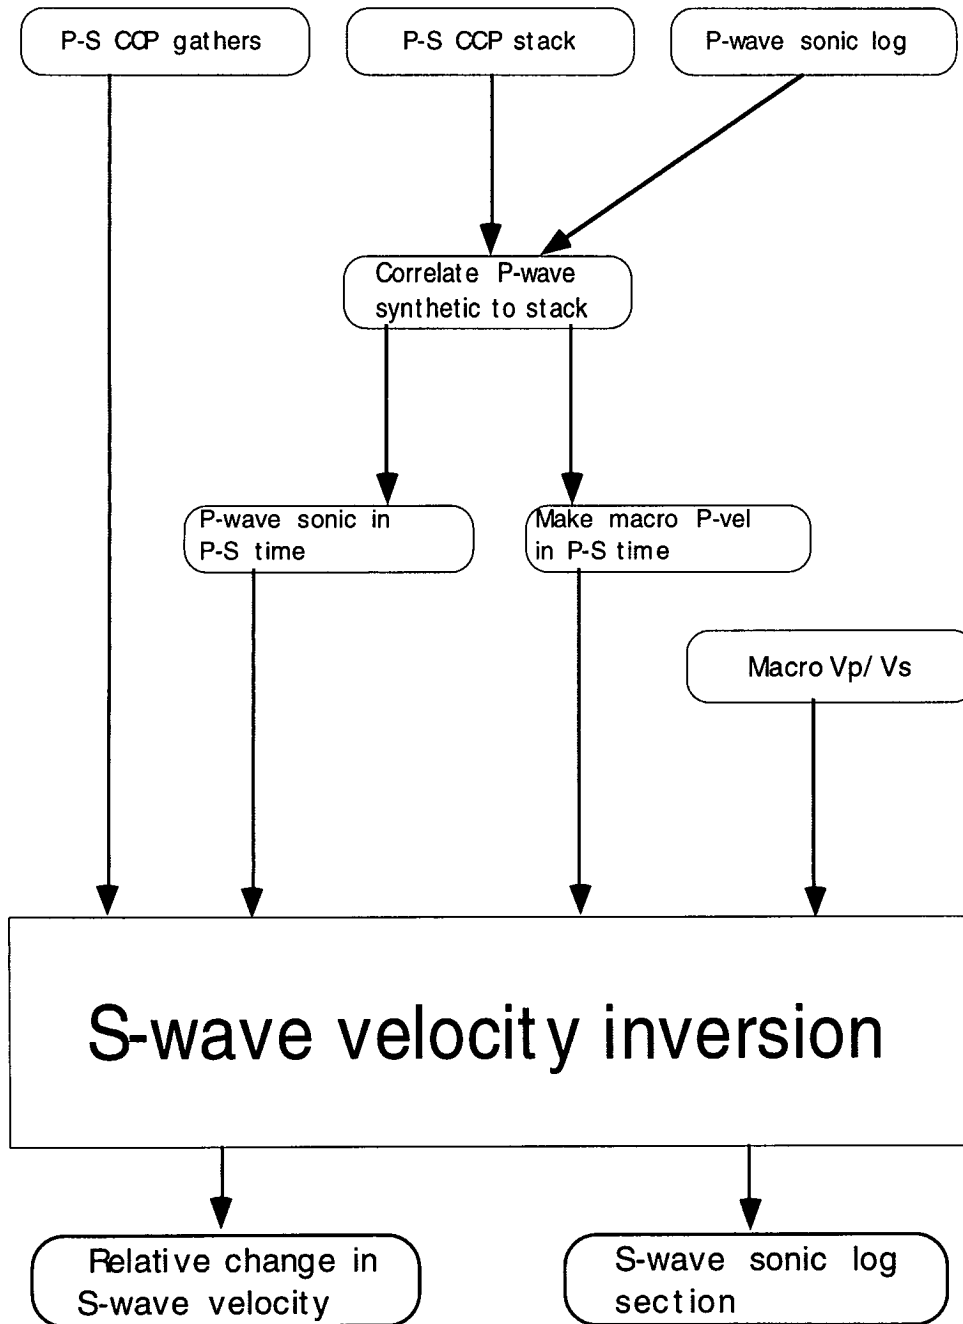 P-S CCP gathers
P-S CCP stack
P-wave sonic log
Correlate P-wave
synthetic to stack
P-wave sonic in
P-S time
Make macro P-vel
in P-S time
Macro Vp/ Vs
S-wave velocity inversion
Relative change in
S-wave velocity
S-wave sonic log
section